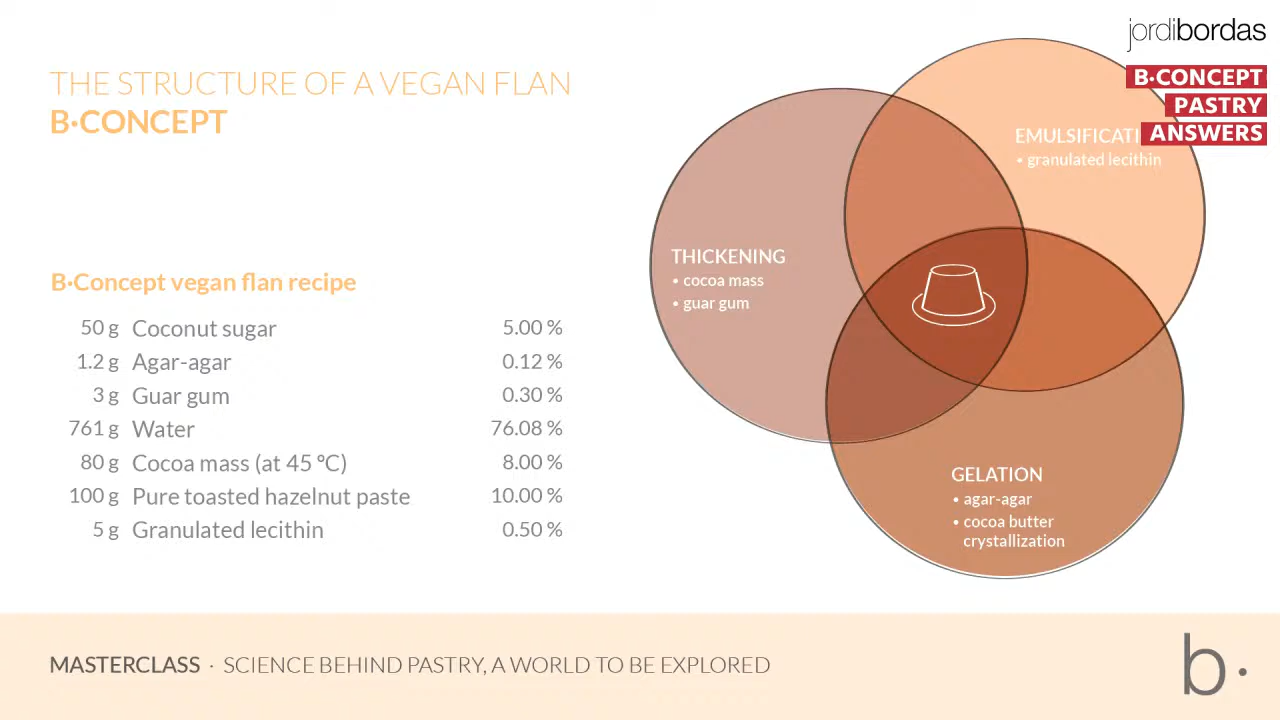 jordibordas
B·CONCEPT
PASTRY
ANSWERS
THE STRUCTURE OF A VEGAN FLAN
B·CONCEPT
B·Concept vegan flan recipe
50 g Coconut sugar 5.00 %
1.2 g Agar-agar 0.12 %
3 g Guar gum 0.30 %
761 g Water 76.08 %
80 g Cocoa mass (at 45 ºC) 8.00 %
100 g Pure toasted hazelnut paste 10.00 %
5 g Granulated lecithin 0.50 %
THICKENING
• cocoa mass
• guar gum
EMULSIFICATI
• granulated lecithin
GELATION
• agar-agar
• cocoa butter
crystallization
MASTERCLASS · SCIENCE BEHIND PASTRY, A WORLD TO BE EXPLORED
b·